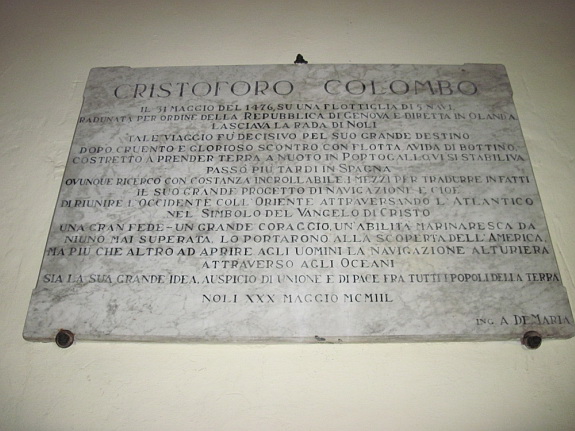 CRISTOFORO COLOMBO
IL 31 MAGGIO DEL 1476, SU UNA FLOTTIGLIA DI 5 NAVI
RADUNATA PER ORDINE DELLA REPUBBLICA DI GENOVA E DIRETTA IN OLANDA
LASCIAVA LA RADA DI NOLI
TALE VIAGGIO FU DECISIVO PEL SUO GRANDE DESTINO
DOPO CRUENTO E GLORIOSO SCONTRO CON FLOTTA AVIDA DI BOTTINO,
COSTRETTO A PRENDER TERRA A NUOTO IN PORTOGALLO, VI SI STABILIVA
PASSO PIU TARDI IN SPAGNA
OVUNQUE RICERCO CON COSTANZA INCROLLABILE I MEZZI PER TRADURRE IN FATTI
IL SUO GRANDE PROGETTO DI NAVIGAZIONE E CIOE
DI RIUNIRE L'OCCIDENTE COLL'ORIENTE ATTRAVERSANDO L'ATLANTICO
NEL SIMBOLO DEL VANGELO DI CRISTO
UNA GRAN FEDE - UN GRANDE CORAGGIO, UN'ABILITA MARINARESCA DA
NIUNO MAI SUPERATA, LO PORTARONO ALLA SCOPERTA DELL'AMERICA,
MA PIU CHE ALTRO AD APRIRE AGLI UOMINI LA NAVIGAZIONE ALTURIERA
ATTRAVERSO AGLI OCEANI
SIA LA SUA GRANDE IDEA, AUSPICIO DI UNIONE E DI PACE FRA TUTTI I POPOLI DELLA TERRA
NOLI XXX MAGGIO MCMIIL
ING. A. DE MARIA